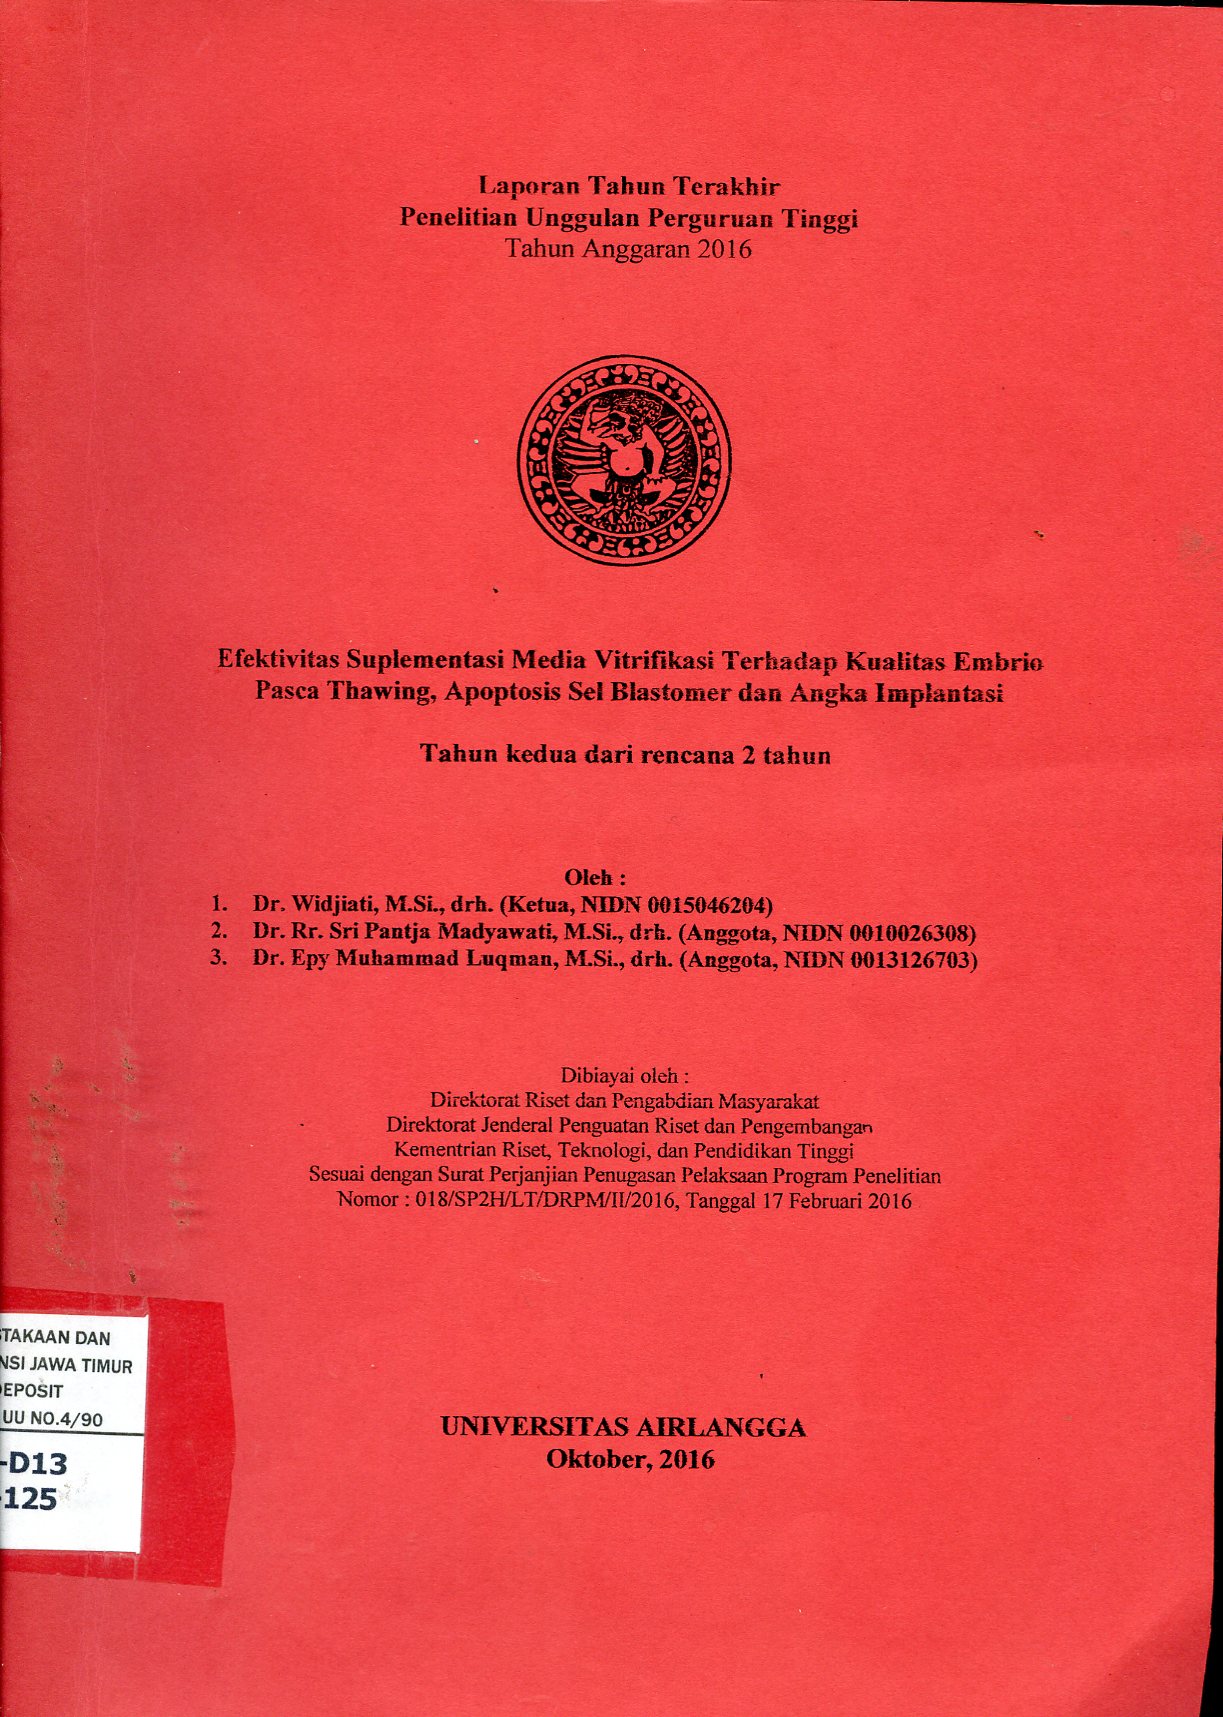 Laporan Tahun Terakhir
Penelitian Unggulan Perguruan Tinggi
Tahun Anggaran 2016
Efektivitas Suplementasi Media Vitrifikasi Terhadap Kualitas Embrio
Pasca Thawing, Apoptosis Sel Blastomer dan Angka Implantasi
Tahun kedua dari rencana 2 tahun
Oleh :
1. Dr. Widjiati, M.Si., drh. (Ketua, NIDN 0015046204)
2. Dr. Rr. Sri Pantja Madyawati, M.Si., drh. (Anggota, NIDN 0010026308)
3. Dr. Epy Muhammad Luqman, M.Si., drh. (Anggota, NIDN 0013126703)
Dibiayai oleh :
Direktorat Riset dan Pengabdian Masyarakat
Direktorat Jenderal Penguatan Riset dan Pengembangan
Kementrian Riset, Teknologi, dan Pendidikan Tinggi
Sesuai dengan Surat Perjanjian Penugasan Pelaksaan Program Penelitian
Nomor : 018/SP2H/LT/DRPM/II/2016, Tanggal 17 Februari 2016
STAKAAN DAN
NSI JAWA TIMUR
DEPOSIT
UU NO.4/90
-D13
-125
UNIVERSITAS AIRLANGGA
Oktober, 2016